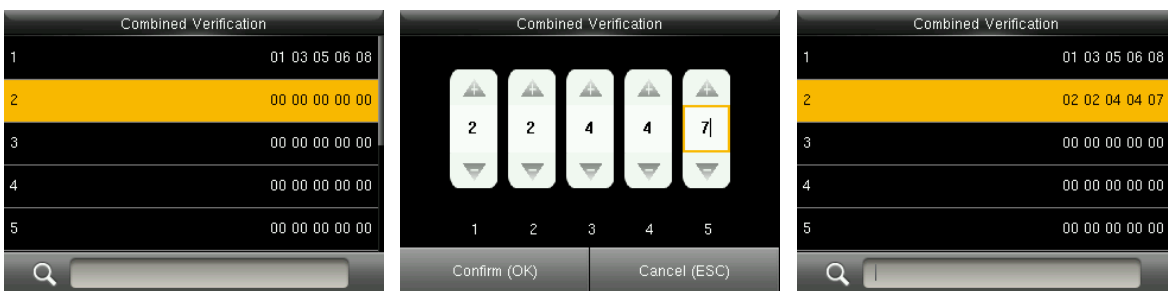 Combined Verification
1 01 03 05 06 08
2 00 00 00 00 00
3 00 00 00 00 00
4 00 00 00 00 00
5 00 00 00 00 00
Combined Verification
2 2 4 4 7
1 2 3 4 5
Confirm (OK) Cancel (ESC)
Combined Verification
1 01 03 05 06 08
2 02 02 04 04 07
3 00 00 00 00 00
4 00 00 00 00 00
5 00 00 00 00 00